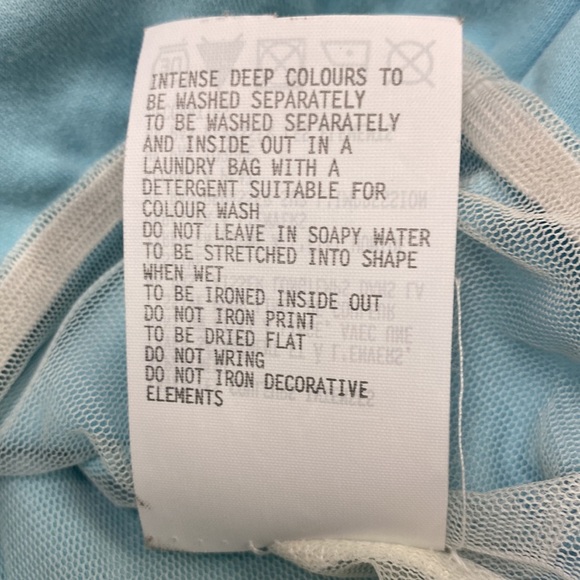 INTENSE DEEP COLOURS TO
BE WASHED SEPARATELY
TO BE WASHED SEPARATELY
AND INSIDE OUT IN A
LAUNDRY BAG WITH A
DETERGENT SUITABLE FOR
COLOUR WASH
DO NOT LEAVE IN SOAPY WATER
TO BE STRETCHED INTO SHAPE
WHEN WET
TO BE IRONED INSIDE OUT
DO NOT IRON PRINT
TO BE DRIED FLAT
DO NOT WRING
DO NOT IRON DECORATIVE
ELEMENTS